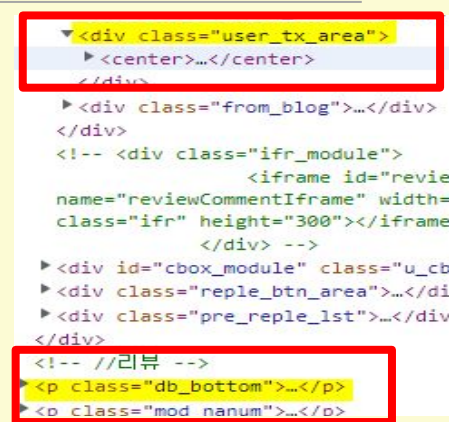 ▼<div class="user_tx_area">
▶<center>…</center>
</div>
▶<div class="from_blog">…</div>
</div>
<!-- <div class="ifr_module">
<iframe id="revie
name="reviewCommentIframe" width=
class="ifr" height="300"></iframe
</div> -->
▶<div id="cbox_module" class="u_cb
▶<div class="reple_btn_area">…</di
▶<div class="pre_reple_lst">…</div
</div>
<!-- //리뷰 -->
▶<p class="db_bottom">…</p>
▶<p class="mod_nanum">…</p>